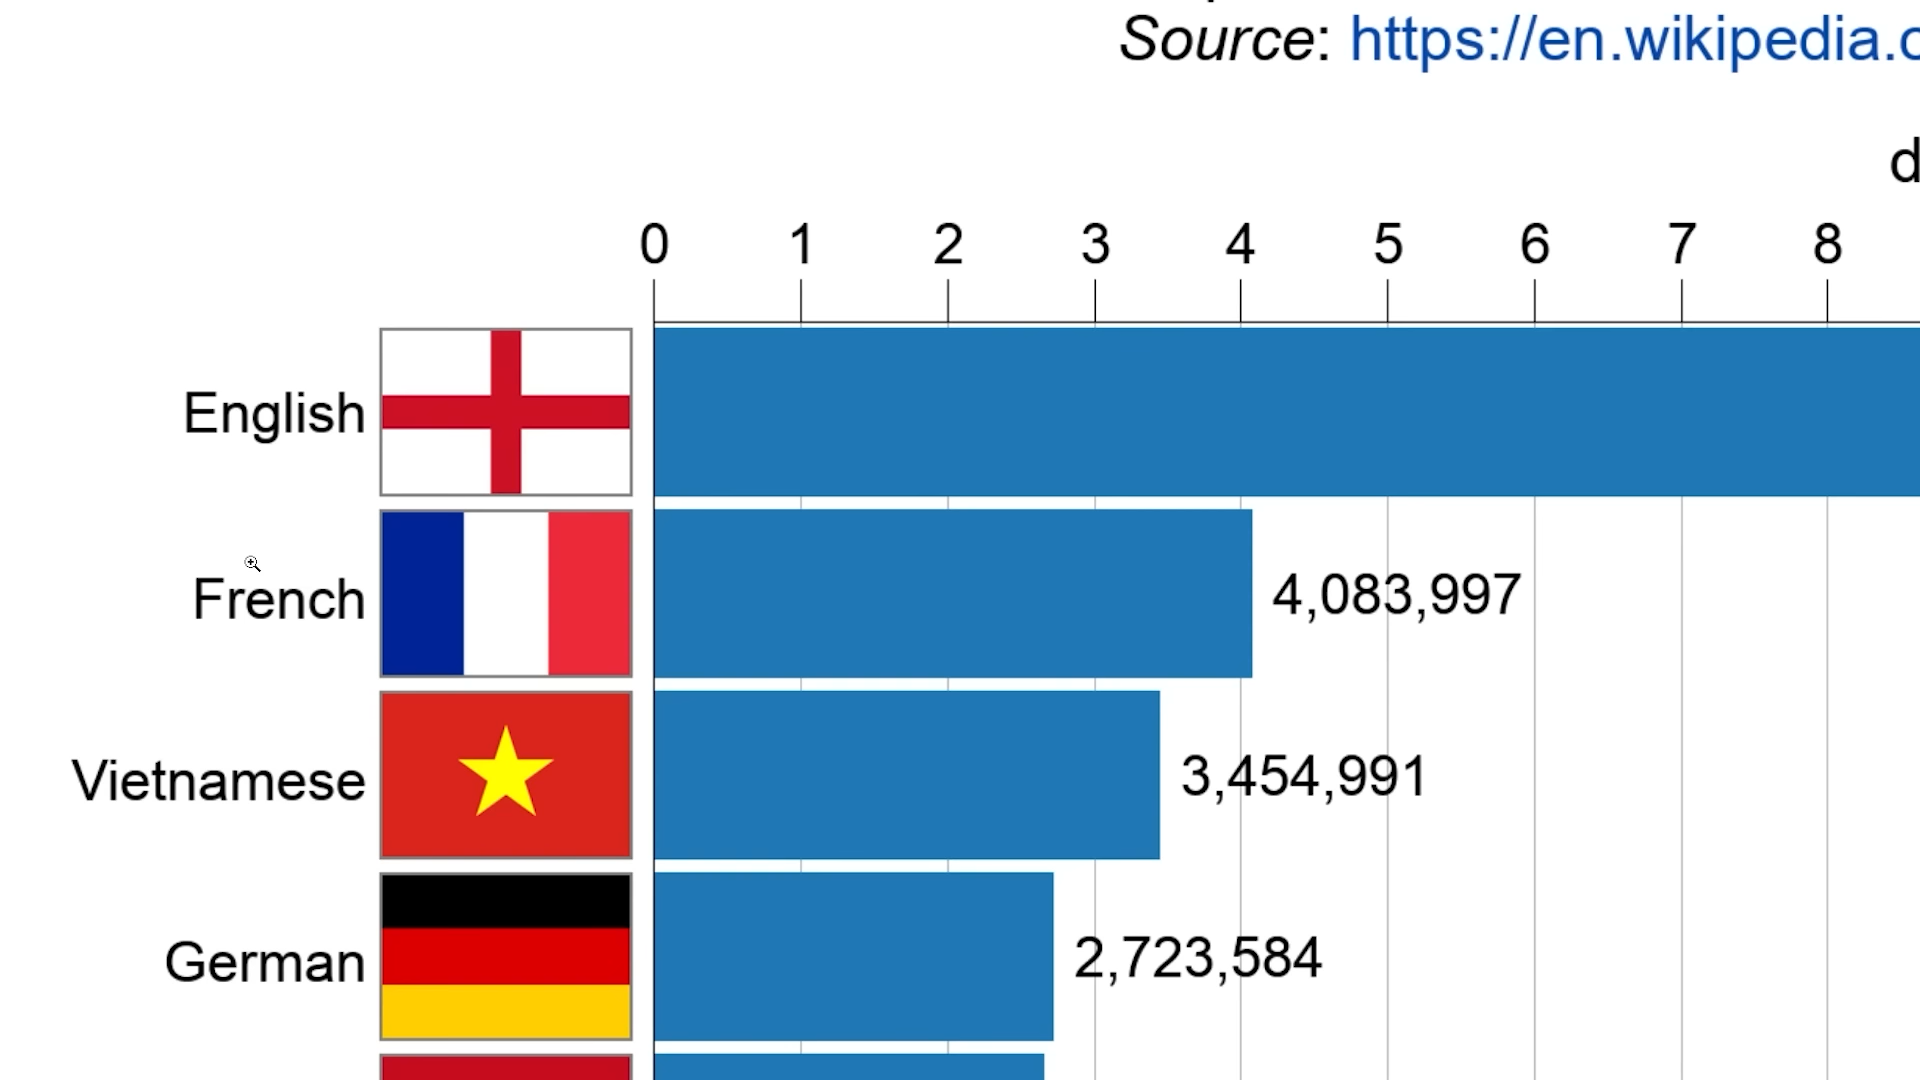 Source: https://en.wikipedia.
0 1 2 3 4 5 6 7 8
English
French 4,083,997
Vietnamese 3,454,991
German 2,723,584